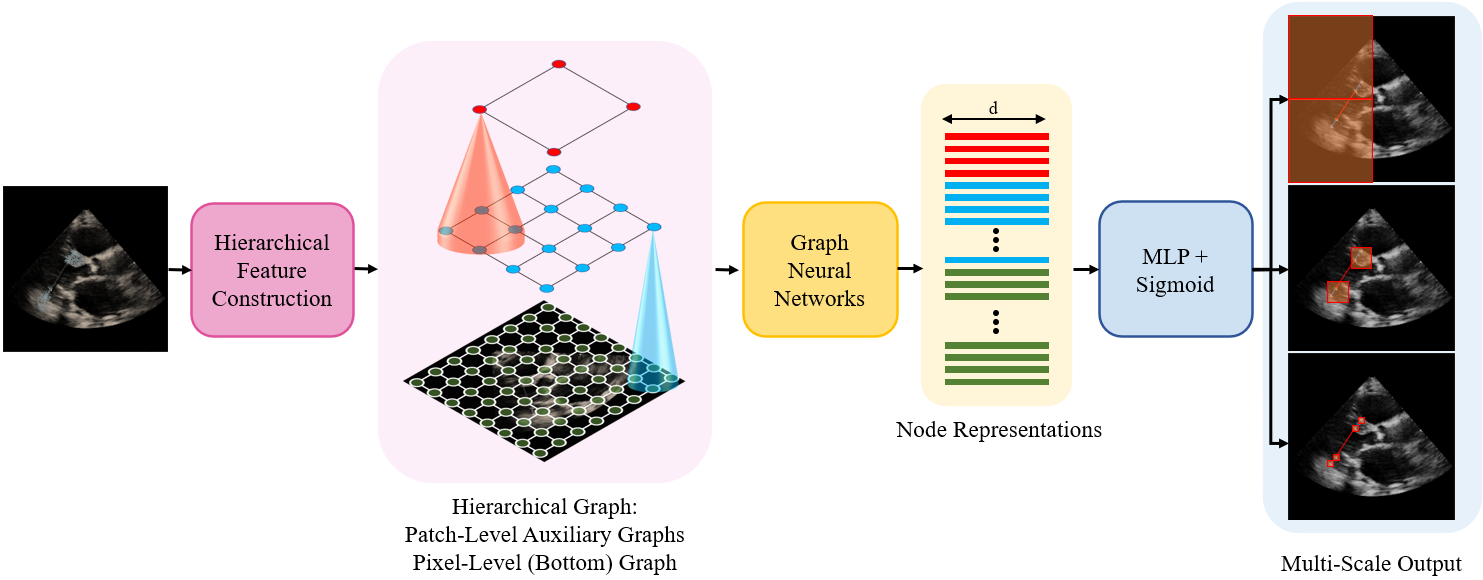 Hierarchical
Feature
Construction
Hierarchical Graph:
Patch-Level Auxiliary Graphs
Pixel-Level (Bottom) Graph
Graph
Neural
Networks
d
Node Representations
MLP +
Sigmoid
Multi-Scale Output